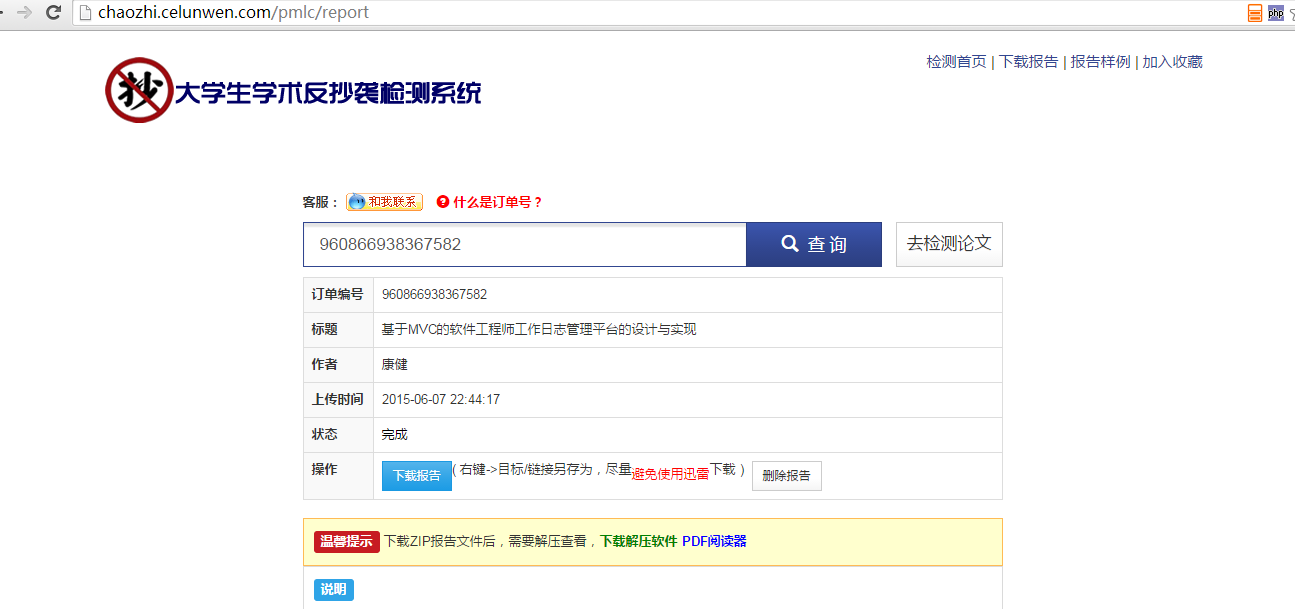 chaozhi.celunwen.com/pmlc/report
php
检测首页 | 下载报告 | 报告样例 | 加入收藏
抄 大学生学术反抄袭检测系统
客服： 和我联系 什么是订单号？
960866938367582 查 询 去检测论文
订单编号 960866938367582
标题 基于MVC的软件工程师工作日志管理平台的设计与实现
作者 康健
上传时间 2015-06-07 22:44:17
状态 完成
操作 下载报告 ( 右键->目标/链接另存为，尽量避免使用迅雷下载 ) 删除报告
温馨提示 下载ZIP报告文件后，需要解压查看，下载解压软件 PDF阅读器
说明